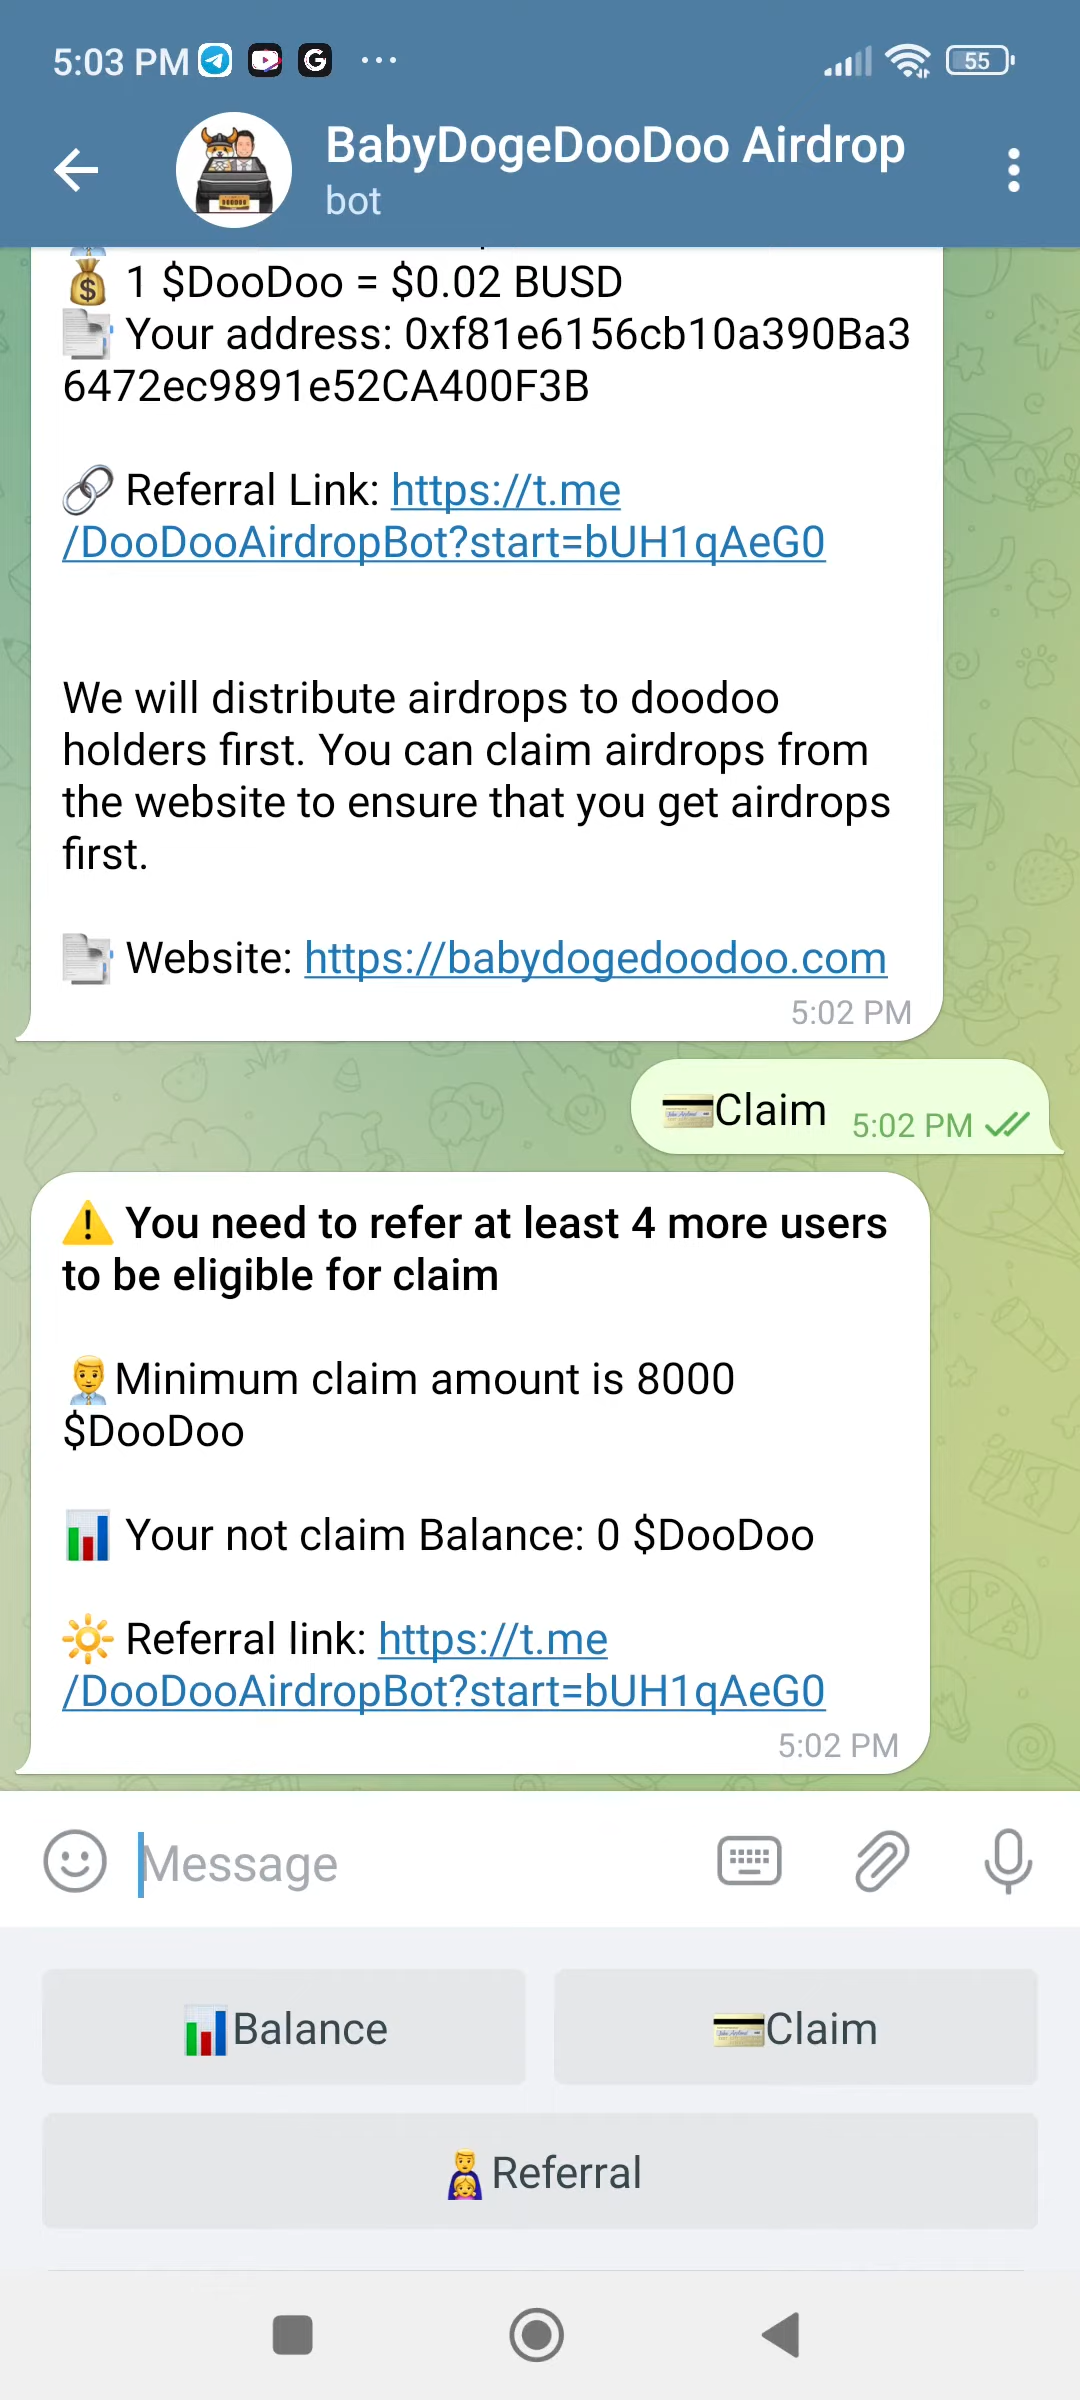 5:03 PM
55
BabyDogeDooDoo Airdrop
bot
1 $DooDoo = $0.02 BUSD
Your address: 0xf81e6156cb10a390Ba3
6472ec9891e52CA400F3B
Referral Link: https://t.me
/DooDooAirdropBot?start=bUH1qAeG0
We will distribute airdrops to doodoo
holders first. You can claim airdrops from
the website to ensure that you get airdrops
first.
Website: https://babydogedoodoo.com
5:02 PM
Claim 5:02 PM
You need to refer at least 4 more users
to be eligible for claim
Minimum claim amount is 8000
$DooDoo
Your not claim Balance: 0 $DooDoo
Referral link: https://t.me
/DooDooAirdropBot?start=bUH1qAeG0
5:02 PM
Message
Balance
Claim
Referral